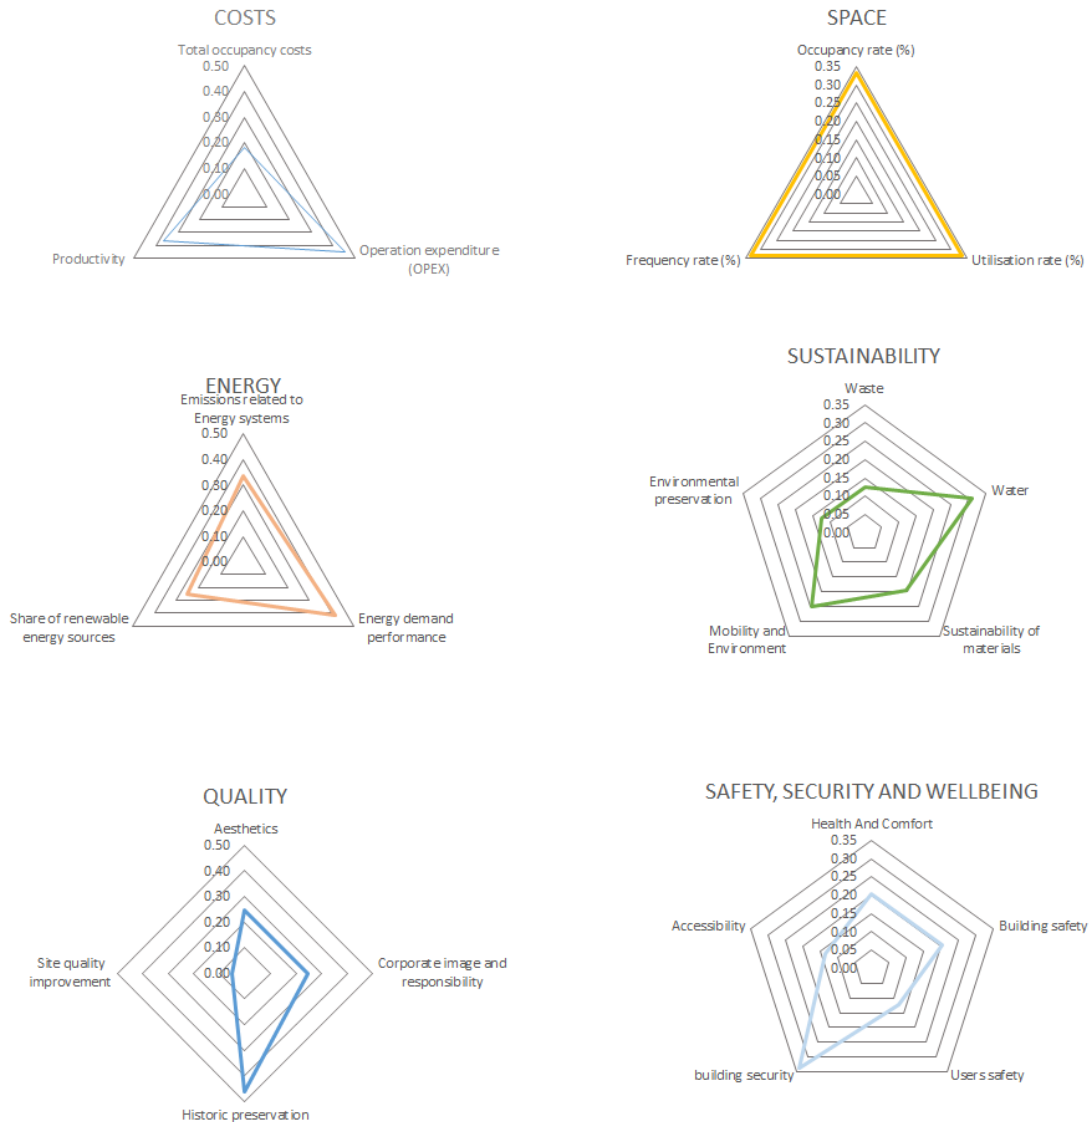 COSTS
Total occupancy costs
0.50
0.40
0.30
0.20
0.10
0.00
Productivity
Operation expenditure
(OPEX)
SPACE
Occupancy rate (%)
0.35
0.30
0.25
0.20
0.15
0.10
0.05
0.00
Frequency rate (%)
Utilisation rate (%)
ENERGY
Emissions related to
Energy systems
0.50
0.40
0.30
0.20
0.10
0.00
Share of renewable
energy sources
Energy demand
performance
SUSTAINABILITY
Waste
0.35
0.30
0.25
0.20
0.15
0.10
0.05
0.00
Environmental
preservation
Water
Mobility and
Environment
Sustainability of
materials
QUALITY
Aesthetics
0.50
0.40
0.30
0.20
0.10
0.00
Site quality
improvement
Corporate image and
responsibility
Historic preservation
SAFETY, SECURITY AND WELLBEING
Health And Comfort
0.35
0.30
0.25
0.20
0.15
0.10
0.05
0.00
Accessibility
Building safety
building security
Users safety